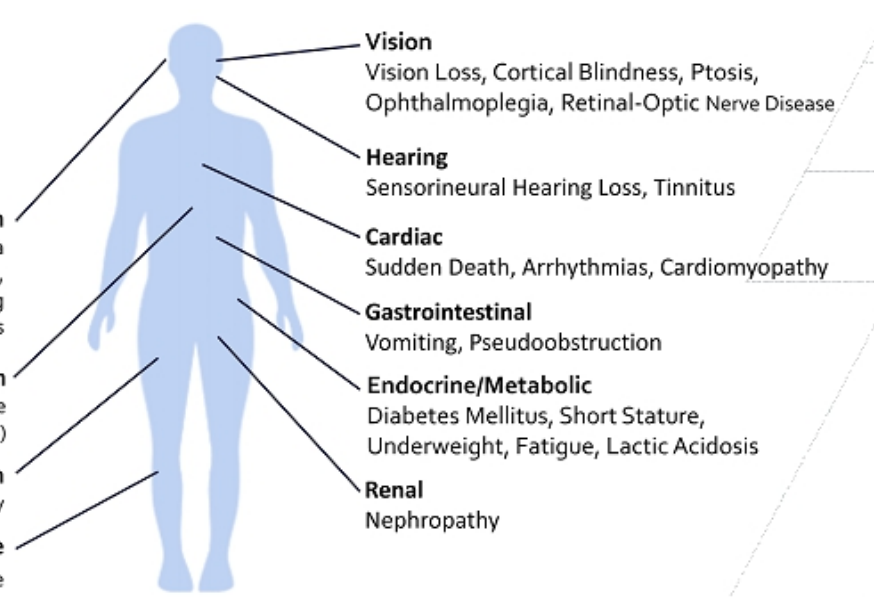 Vision
Vision Loss, Cortical Blindness, Ptosis,
Ophthalmoplegia, Retinal-Optic Nerve Disease
Hearing
Sensorineural Hearing Loss, Tinnitus
Cardiac
Sudden Death, Arrhythmias, Cardiomyopathy
Gastrointestinal
Vomiting, Pseudoobstruction
Endocrine/Metabolic
Diabetes Mellitus, Short Stature,
Underweight, Fatigue, Lactic Acidosis
Renal
Nephropathy